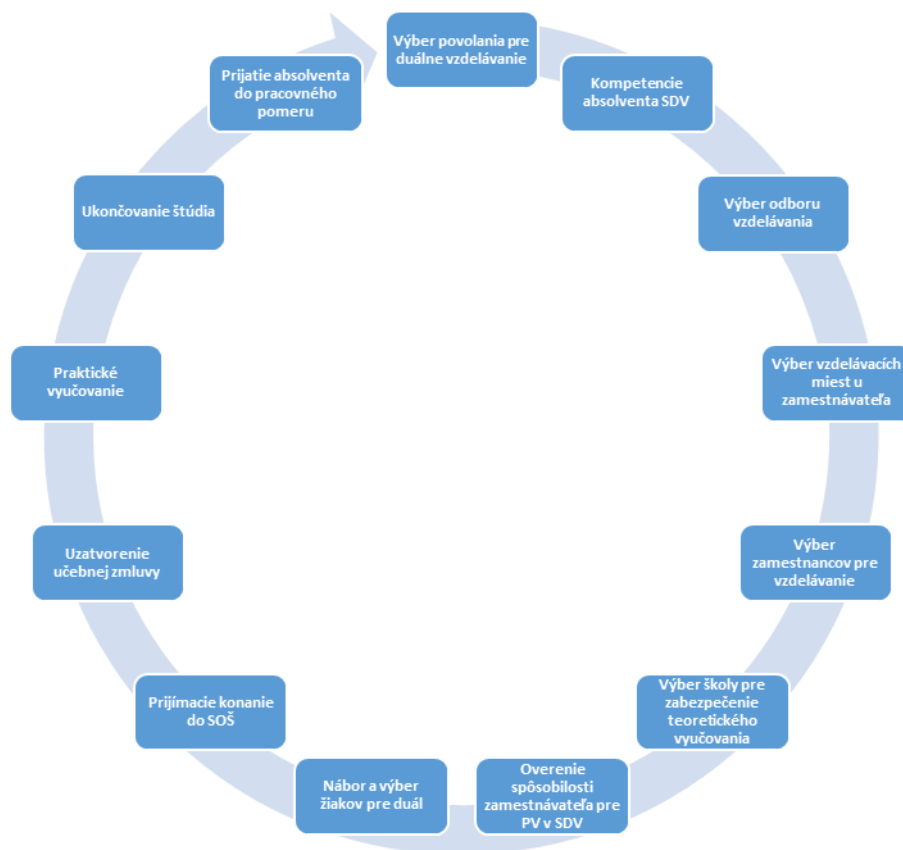 Výber povolania pre
duálne vzdelávanie
Kompetencie
absolventa SDV
Výber odboru
vzdelávania
Výber vzdelávacích
miest u
zamestnávateľa
Výber
zamestnancov pre
vzdelávanie
Výber školy pre
zabezpečenie
teoretického
vyučovania
Overenie
spôsobilosti
zamestnávateľa pre
PV v SDV
Nábor a výber
žiakov pre duál
Prijímacie konanie
do SOŠ
Uzatvorenie
učebnej zmluvy
Praktické
vyučovanie
Ukončovanie štúdia
Prijatie absolventa
do pracovného
pomeru